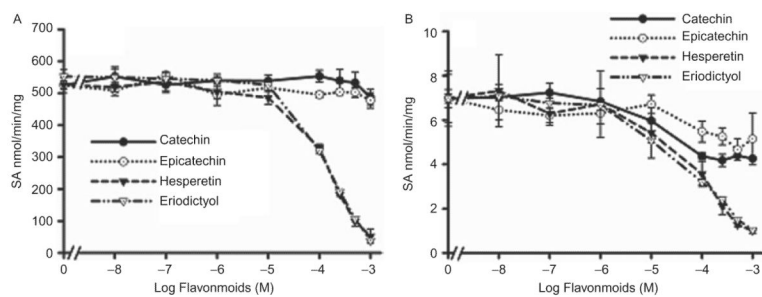 A
700
600
500
400
300
200
100
0
SA nmol/min/mg
Catechin
Epicatechin
Hesperetin
Eriodictyol
0 −8 −7 −6 −5 −4 −3
Log Flavonmoids (M)
B
10
8
6
4
2
0
SA nmol/min/mg
Catechin
Epicatechin
Hesperetin
Eriodictyol
0 −8 −7 −6 −5 −4 −3
Log Flavonmoids (M)